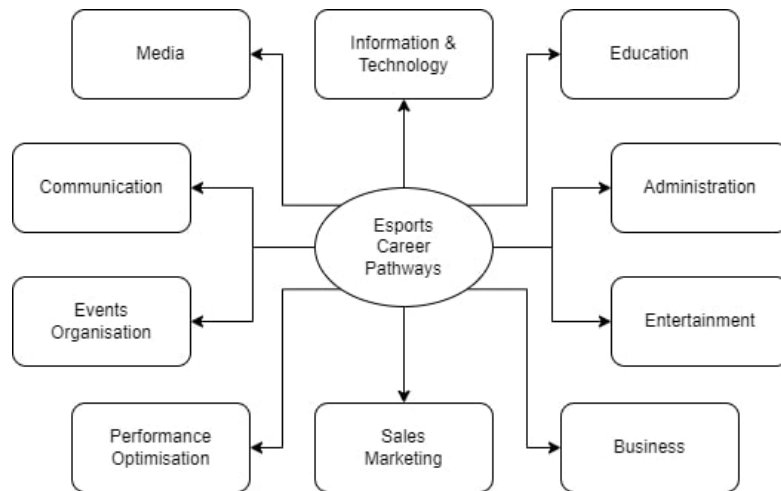 Media
Information &
Technology
Education
Communication
Administration
Esports
Career
Pathways
Events
Organisation
Entertainment
Performance
Optimisation
Sales
Marketing
Business